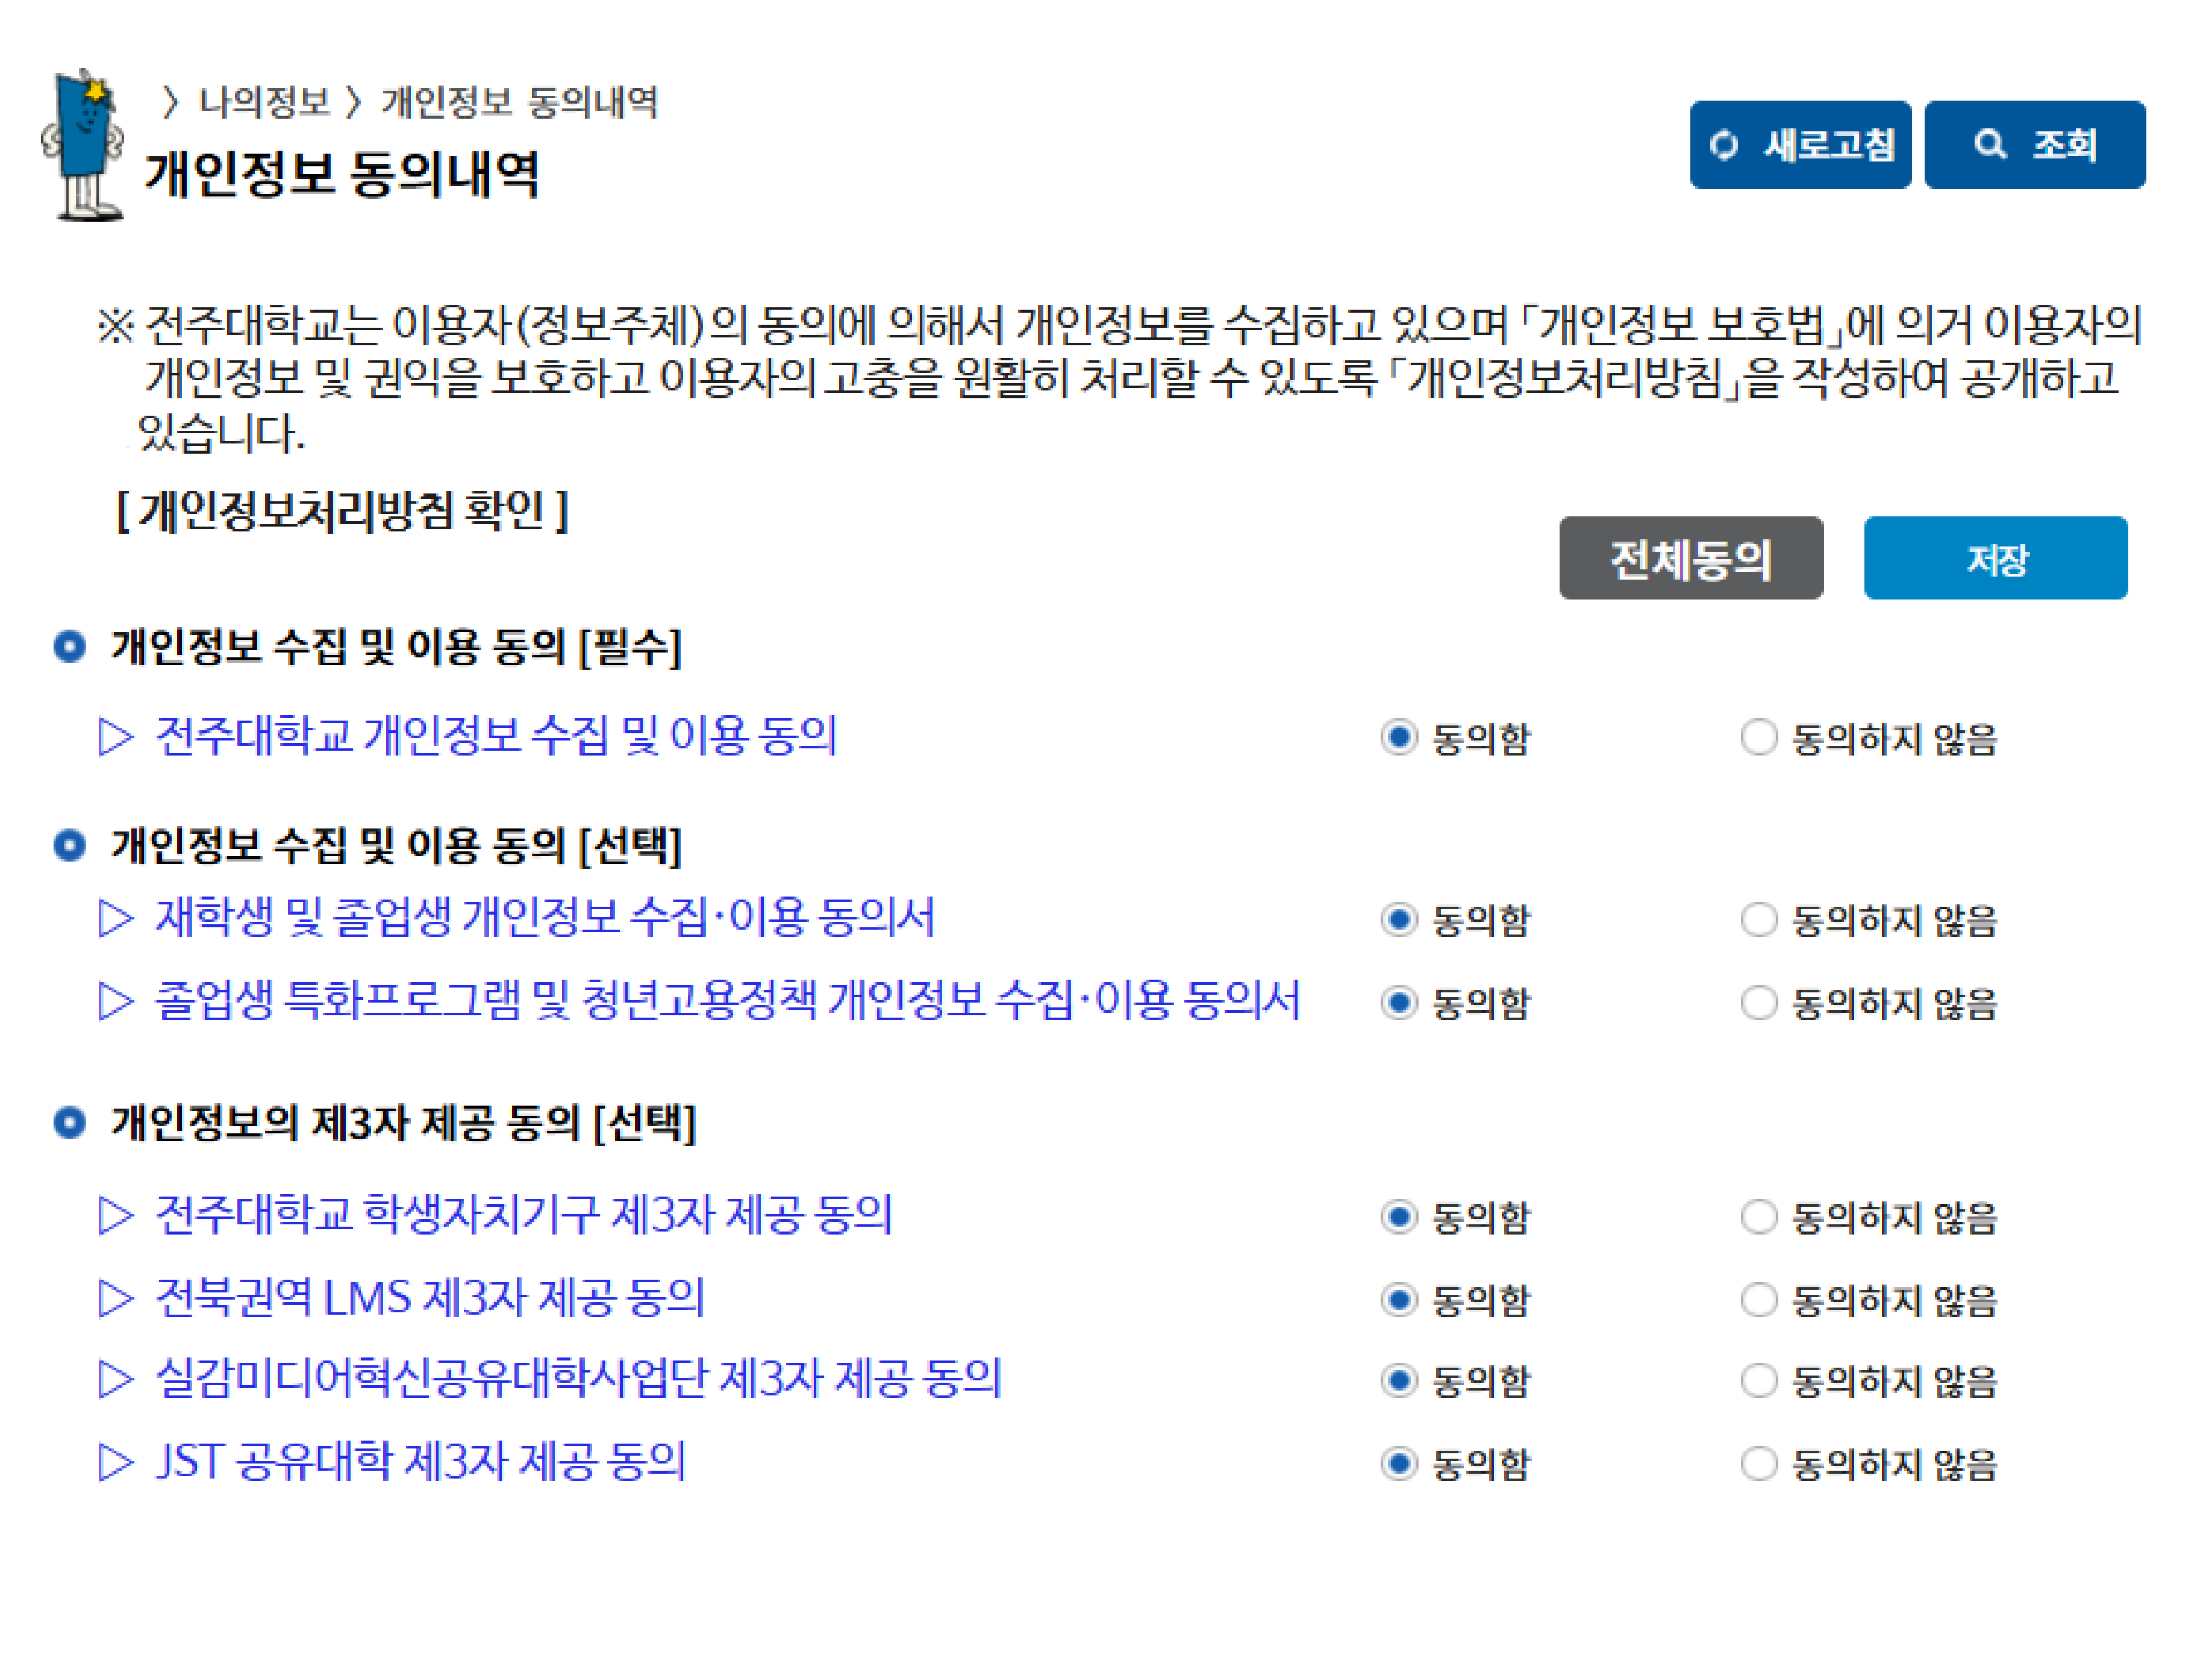 〉 나의정보 〉 개인정보 동의내역
개인정보 동의내역
새로고침
조회
※ 전주대학교는 이용자(정보주체)의 동의에 의해서 개인정보를 수집하고 있으며 「개인정보 보호법」에 의거 이용자의
개인정보 및 권익을 보호하고 이용자의 고충을 원활히 처리할 수 있도록 「개인정보처리방침」을 작성하여 공개하고
있습니다.
[ 개인정보처리방침 확인 ]
전체동의
저장
개인정보 수집 및 이용 동의 [필수]
▷ 전주대학교 개인정보 수집 및 이용 동의 동의함 동의하지 않음
개인정보 수집 및 이용 동의 [선택]
▷ 재학생 및 졸업생 개인정보 수집·이용 동의서 동의함 동의하지 않음
▷ 졸업생 특화프로그램 및 청년고용정책 개인정보 수집·이용 동의서 동의함 동의하지 않음
개인정보의 제3자 제공 동의 [선택]
▷ 전주대학교 학생자치기구 제3자 제공 동의 동의함 동의하지 않음
▷ 전북권역 LMS 제3자 제공 동의 동의함 동의하지 않음
▷ 실감미디어혁신공유대학사업단 제3자 제공 동의 동의함 동의하지 않음
▷ JST 공유대학 제3자 제공 동의 동의함 동의하지 않음